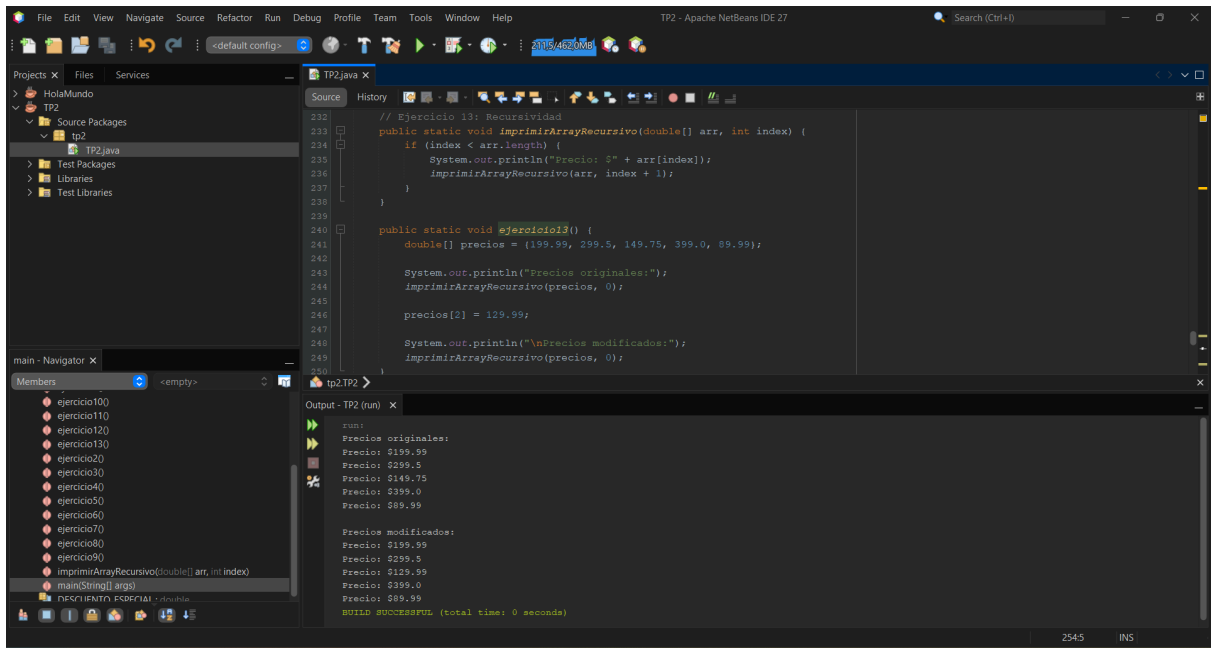 File Edit View Navigate Source Refactor Run Debug Profile Team Tools Window Help TP2 - Apache NetBeans IDE 27 Search (Ctrl+I)
<default config> 211.5/462.0MB
Projects Files Services
HolaMundo
TP2
Source Packages
tp2
TP2.java
Test Packages
Libraries
Test Libraries
TP2.java
Source History
232 // Ejercicio 13: Recursividad
233 public static void imprimirArrayRecursivo(double[] arr, int index) {
234 if (index < arr.length) {
235 System.out.println("Precio: $" + arr[index]);
236 imprimirArrayRecursivo(arr, index + 1);
237 }
238 }
239
240 public static void ejercicio13() {
241 double[] precios = {199.99, 299.5, 149.75, 399.0, 89.99};
242
243 System.out.println("Precios originales:");
244 imprimirArrayRecursivo(precios, 0);
245
246 precios[2] = 129.99;
247
248 System.out.println("\nPrecios modificados:");
249 imprimirArrayRecursivo(precios, 0);
250 }
tp2.TP2
main - Navigator
Members <empty>
ejercicio10()
ejercicio11()
ejercicio12()
ejercicio13()
ejercicio2()
ejercicio3()
ejercicio4()
ejercicio5()
ejercicio6()
ejercicio7()
ejercicio8()
ejercicio9()
imprimirArrayRecursivo(double[] arr, int index)
main(String[] args)
DESCUENTO_ESPECIAL : double
Output - TP2 (run)
run:
Precios originales:
Precio: $199.99
Precio: $299.5
Precio: $149.75
Precio: $399.0
Precio: $89.99
Precios modificados:
Precio: $199.99
Precio: $299.5
Precio: $129.99
Precio: $399.0
Precio: $89.99
BUILD SUCCESSFUL (total time: 0 seconds)
254:5 INS